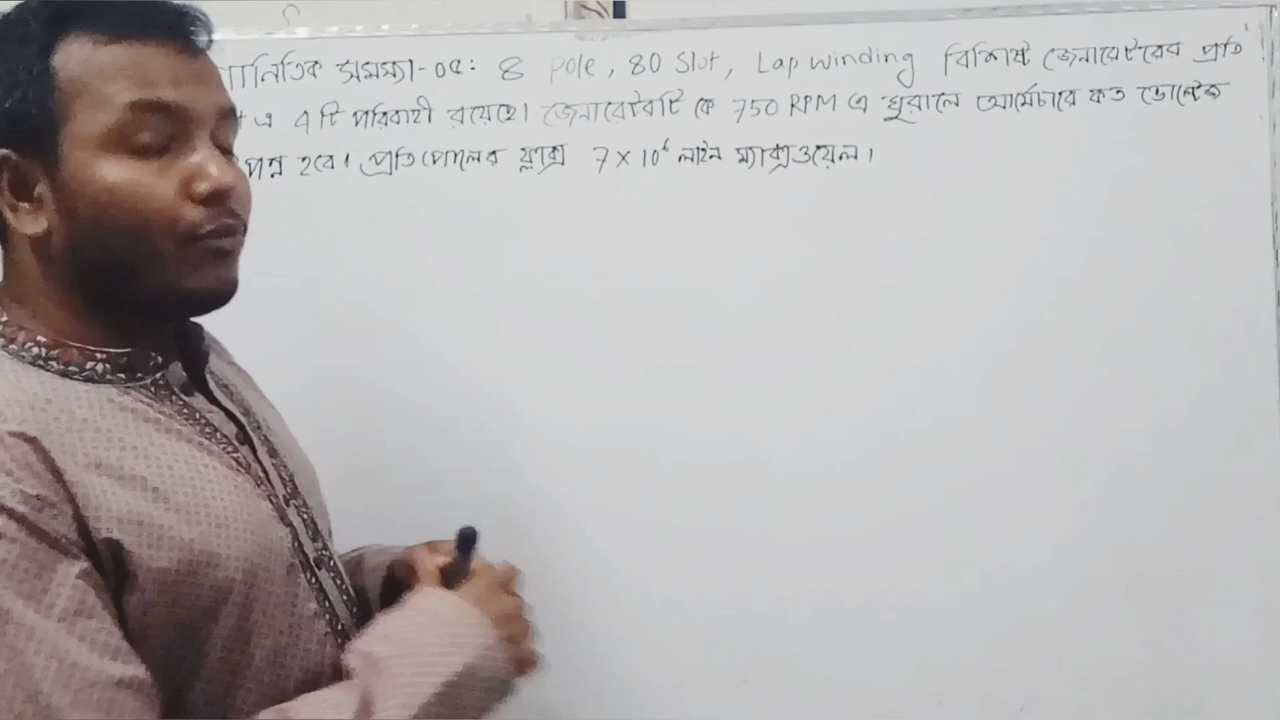 গানিতিক সমস্যা-০৫: 8 Pole, 80 Slot, Lap winding বিশিষ্ট জেনারেটরের প্রতি
এ ৭ টি পরিবাহী রয়েছে। জেনারেটরটি কে 750 RPM এ ঘুরালে আর্মেচারে কত ভোল্টেজ
হবে। প্রতি পোলের ফ্লাক্স 7 × 10⁶ লাইন ম্যাক্সওয়েল।